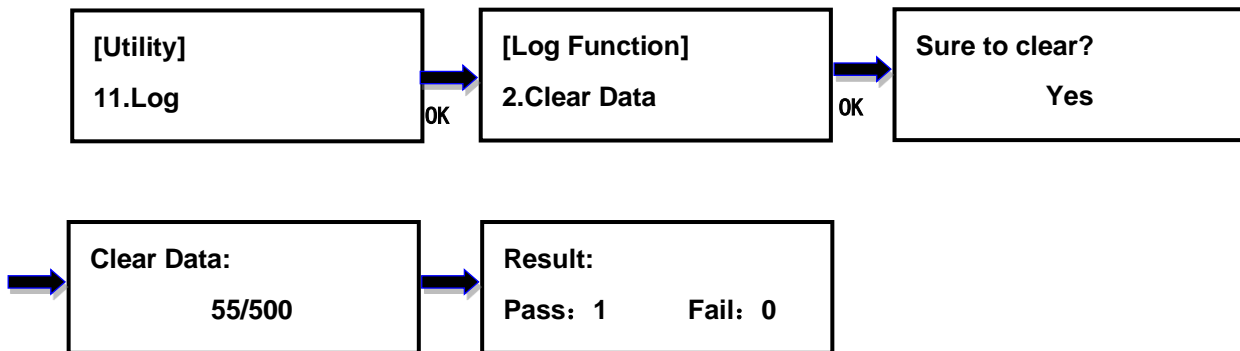 [Utility]
11.Log
OK
[Log Function]
2.Clear Data
OK
Sure to clear?
Yes
Clear Data:
55/500
Result:
Pass：1 Fail：0